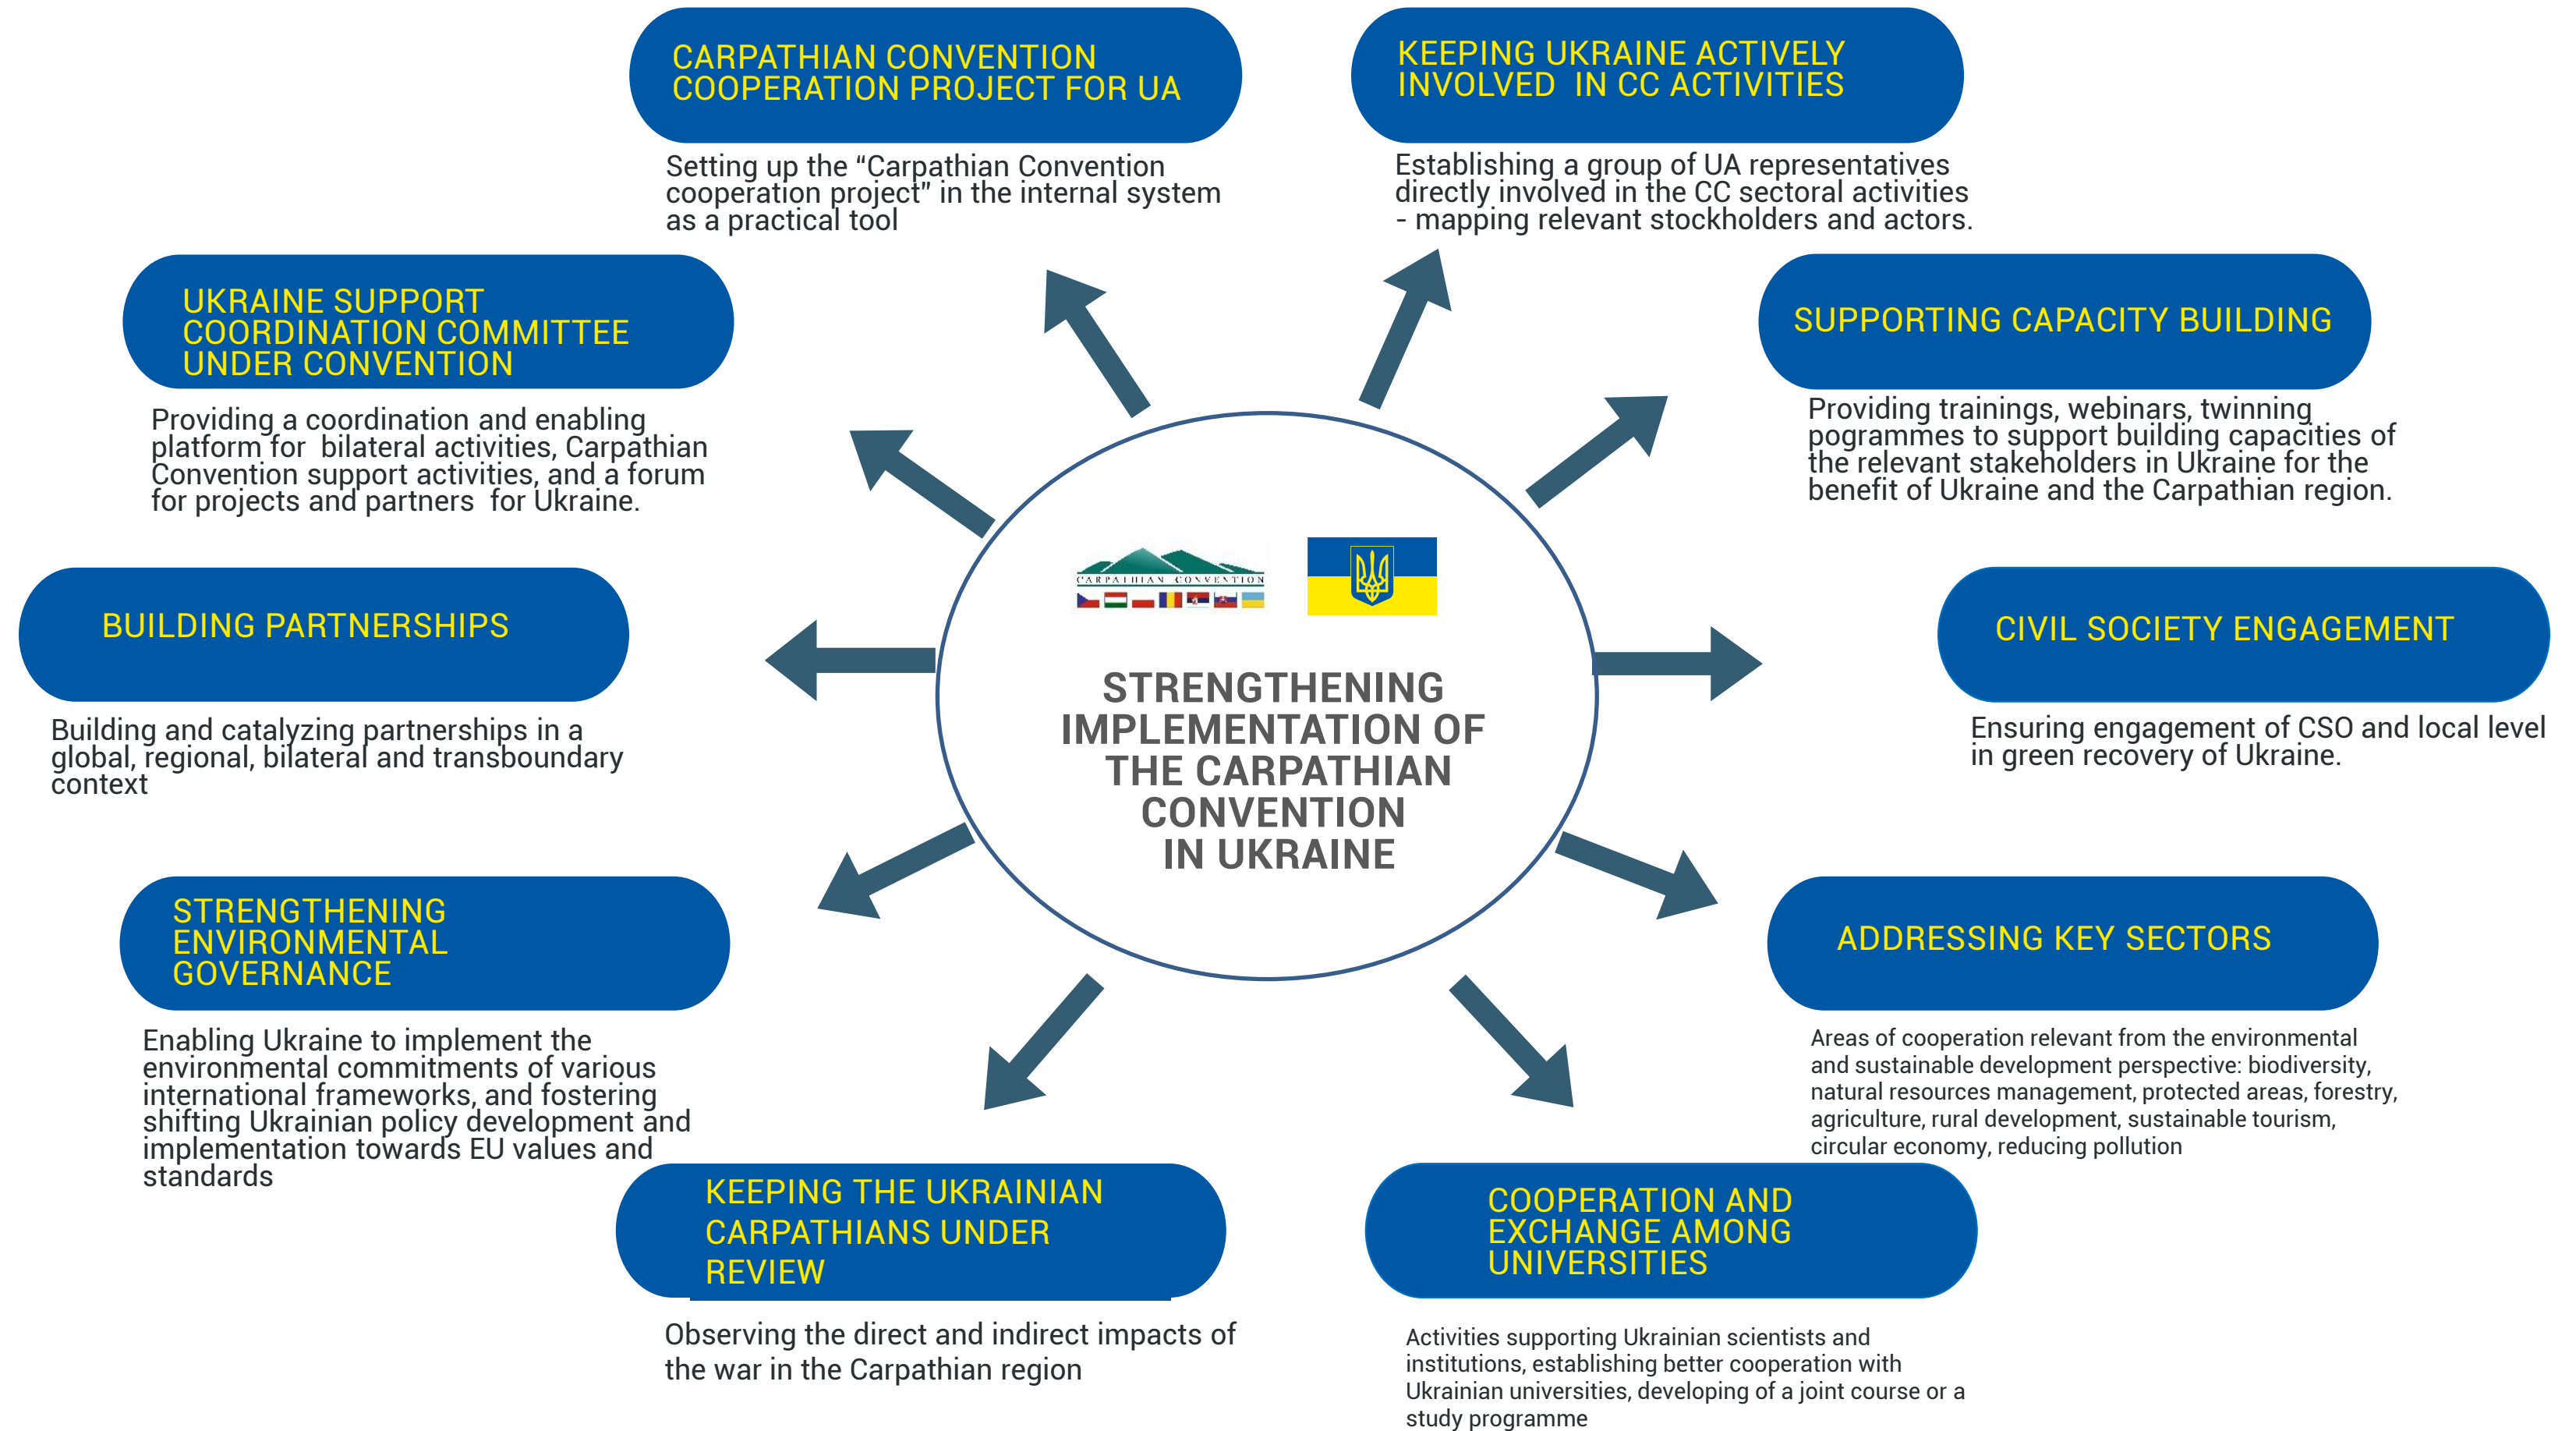 CARPATHIAN CONVENTION
COOPERATION PROJECT FOR UA
Setting up the “Carpathian Convention
cooperation project" in the internal system
as a practical tool
KEEPING UKRAINE ACTIVELY
INVOLVED IN CC ACTIVITIES
Establishing a group of UA representatives
directly involved in the CC sectoral activities
- mapping relevant stockholders and actors.
UKRAINE SUPPORT
COORDINATION COMMITTEE
UNDER CONVENTION
Providing a coordination and enabling
platform for bilateral activities, Carpathian
Convention support activities, and a forum
for projects and partners for Ukraine.
SUPPORTING CAPACITY BUILDING
Providing trainings, webinars, twinning
pogrammes to support building capacities of
the relevant stakeholders in Ukraine for the
benefit of Ukraine and the Carpathian region.
BUILDING PARTNERSHIPS
Building and catalyzing partnerships in a
global, regional, bilateral and transboundary
context
CARPATHIAN CONVENTION
STRENGTHENING
IMPLEMENTATION OF
THE CARPATHIAN
CONVENTION
IN UKRAINE
CIVIL SOCIETY ENGAGEMENT
Ensuring engagement of CSO and local level
in green recovery of Ukraine.
STRENGTHENING
ENVIRONMENTAL
GOVERNANCE
Enabling Ukraine to implement the
environmental commitments of various
international frameworks, and fostering
shifting Ukrainian policy development and
implementation towards EU values and
standards
ADDRESSING KEY SECTORS
Areas of cooperation relevant from the environmental
and sustainable development perspective: biodiversity,
natural resources management, protected areas, forestry,
agriculture, rural development, sustainable tourism,
circular economy, reducing pollution
KEEPING THE UKRAINIAN
CARPATHIANS UNDER
REVIEW
Observing the direct and indirect impacts of
the war in the Carpathian region
COOPERATION AND
EXCHANGE AMONG
UNIVERSITIES
Activities supporting Ukrainian scientists and
institutions, establishing better cooperation with
Ukrainian universities, developing of a joint course or a
study programme